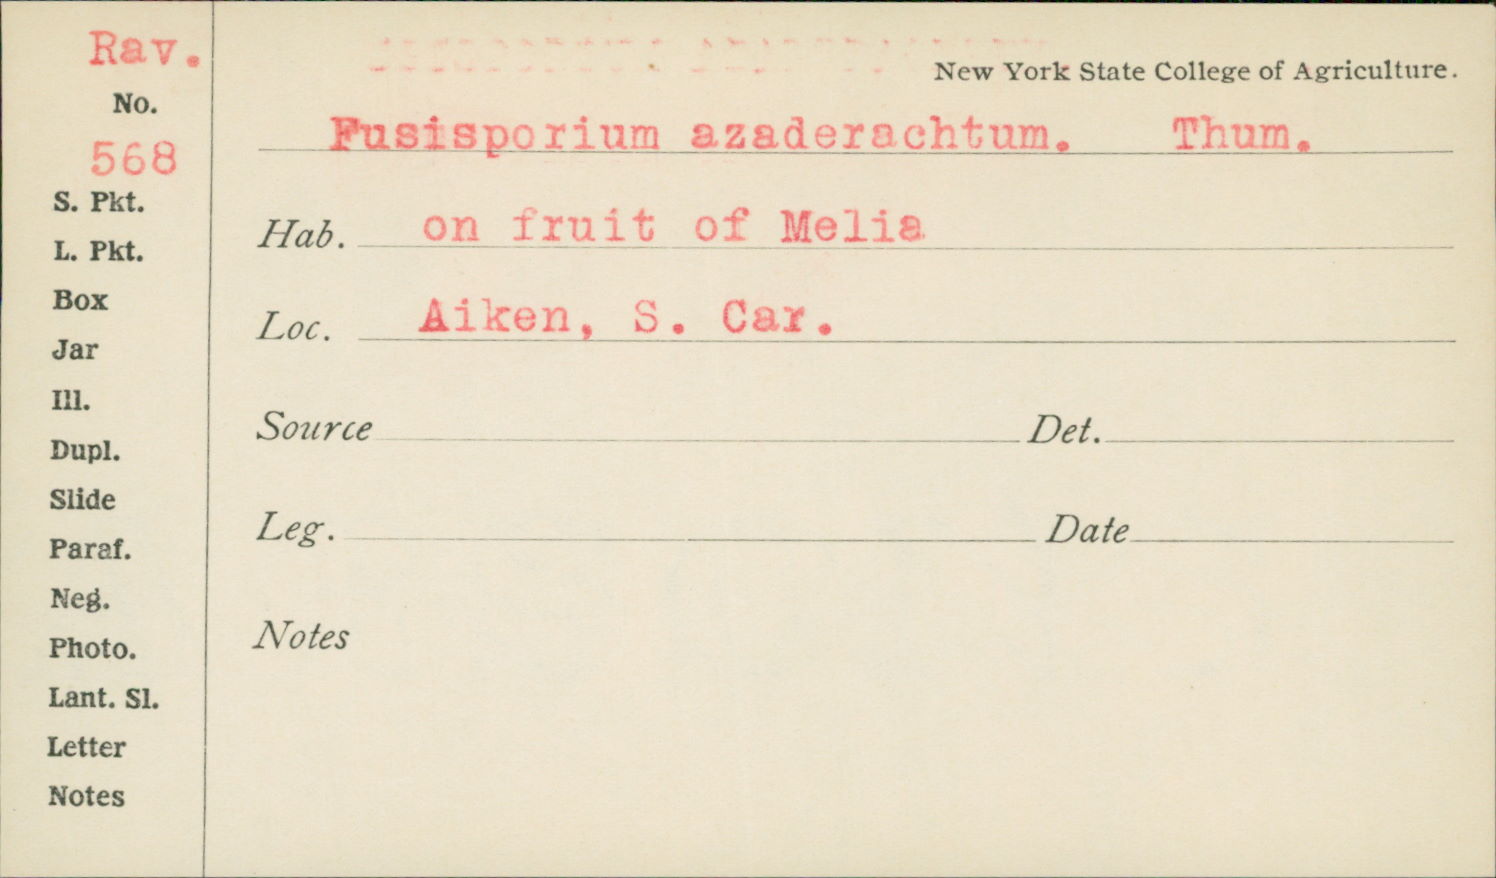 Rav.
No.
568
S. Pkt.
L. Pkt.
Box
Jar
Ill.
Dupl.
Slide
Paraf.
Neg.
Photo.
Lant. Sl.
Letter
Notes
New York State College of Agriculture.
Fusisporium azaderachtum. Thum.
Hab. on fruit of Melia
Loc. Aiken, S. Car.
Source Det.
Leg. Date
Notes